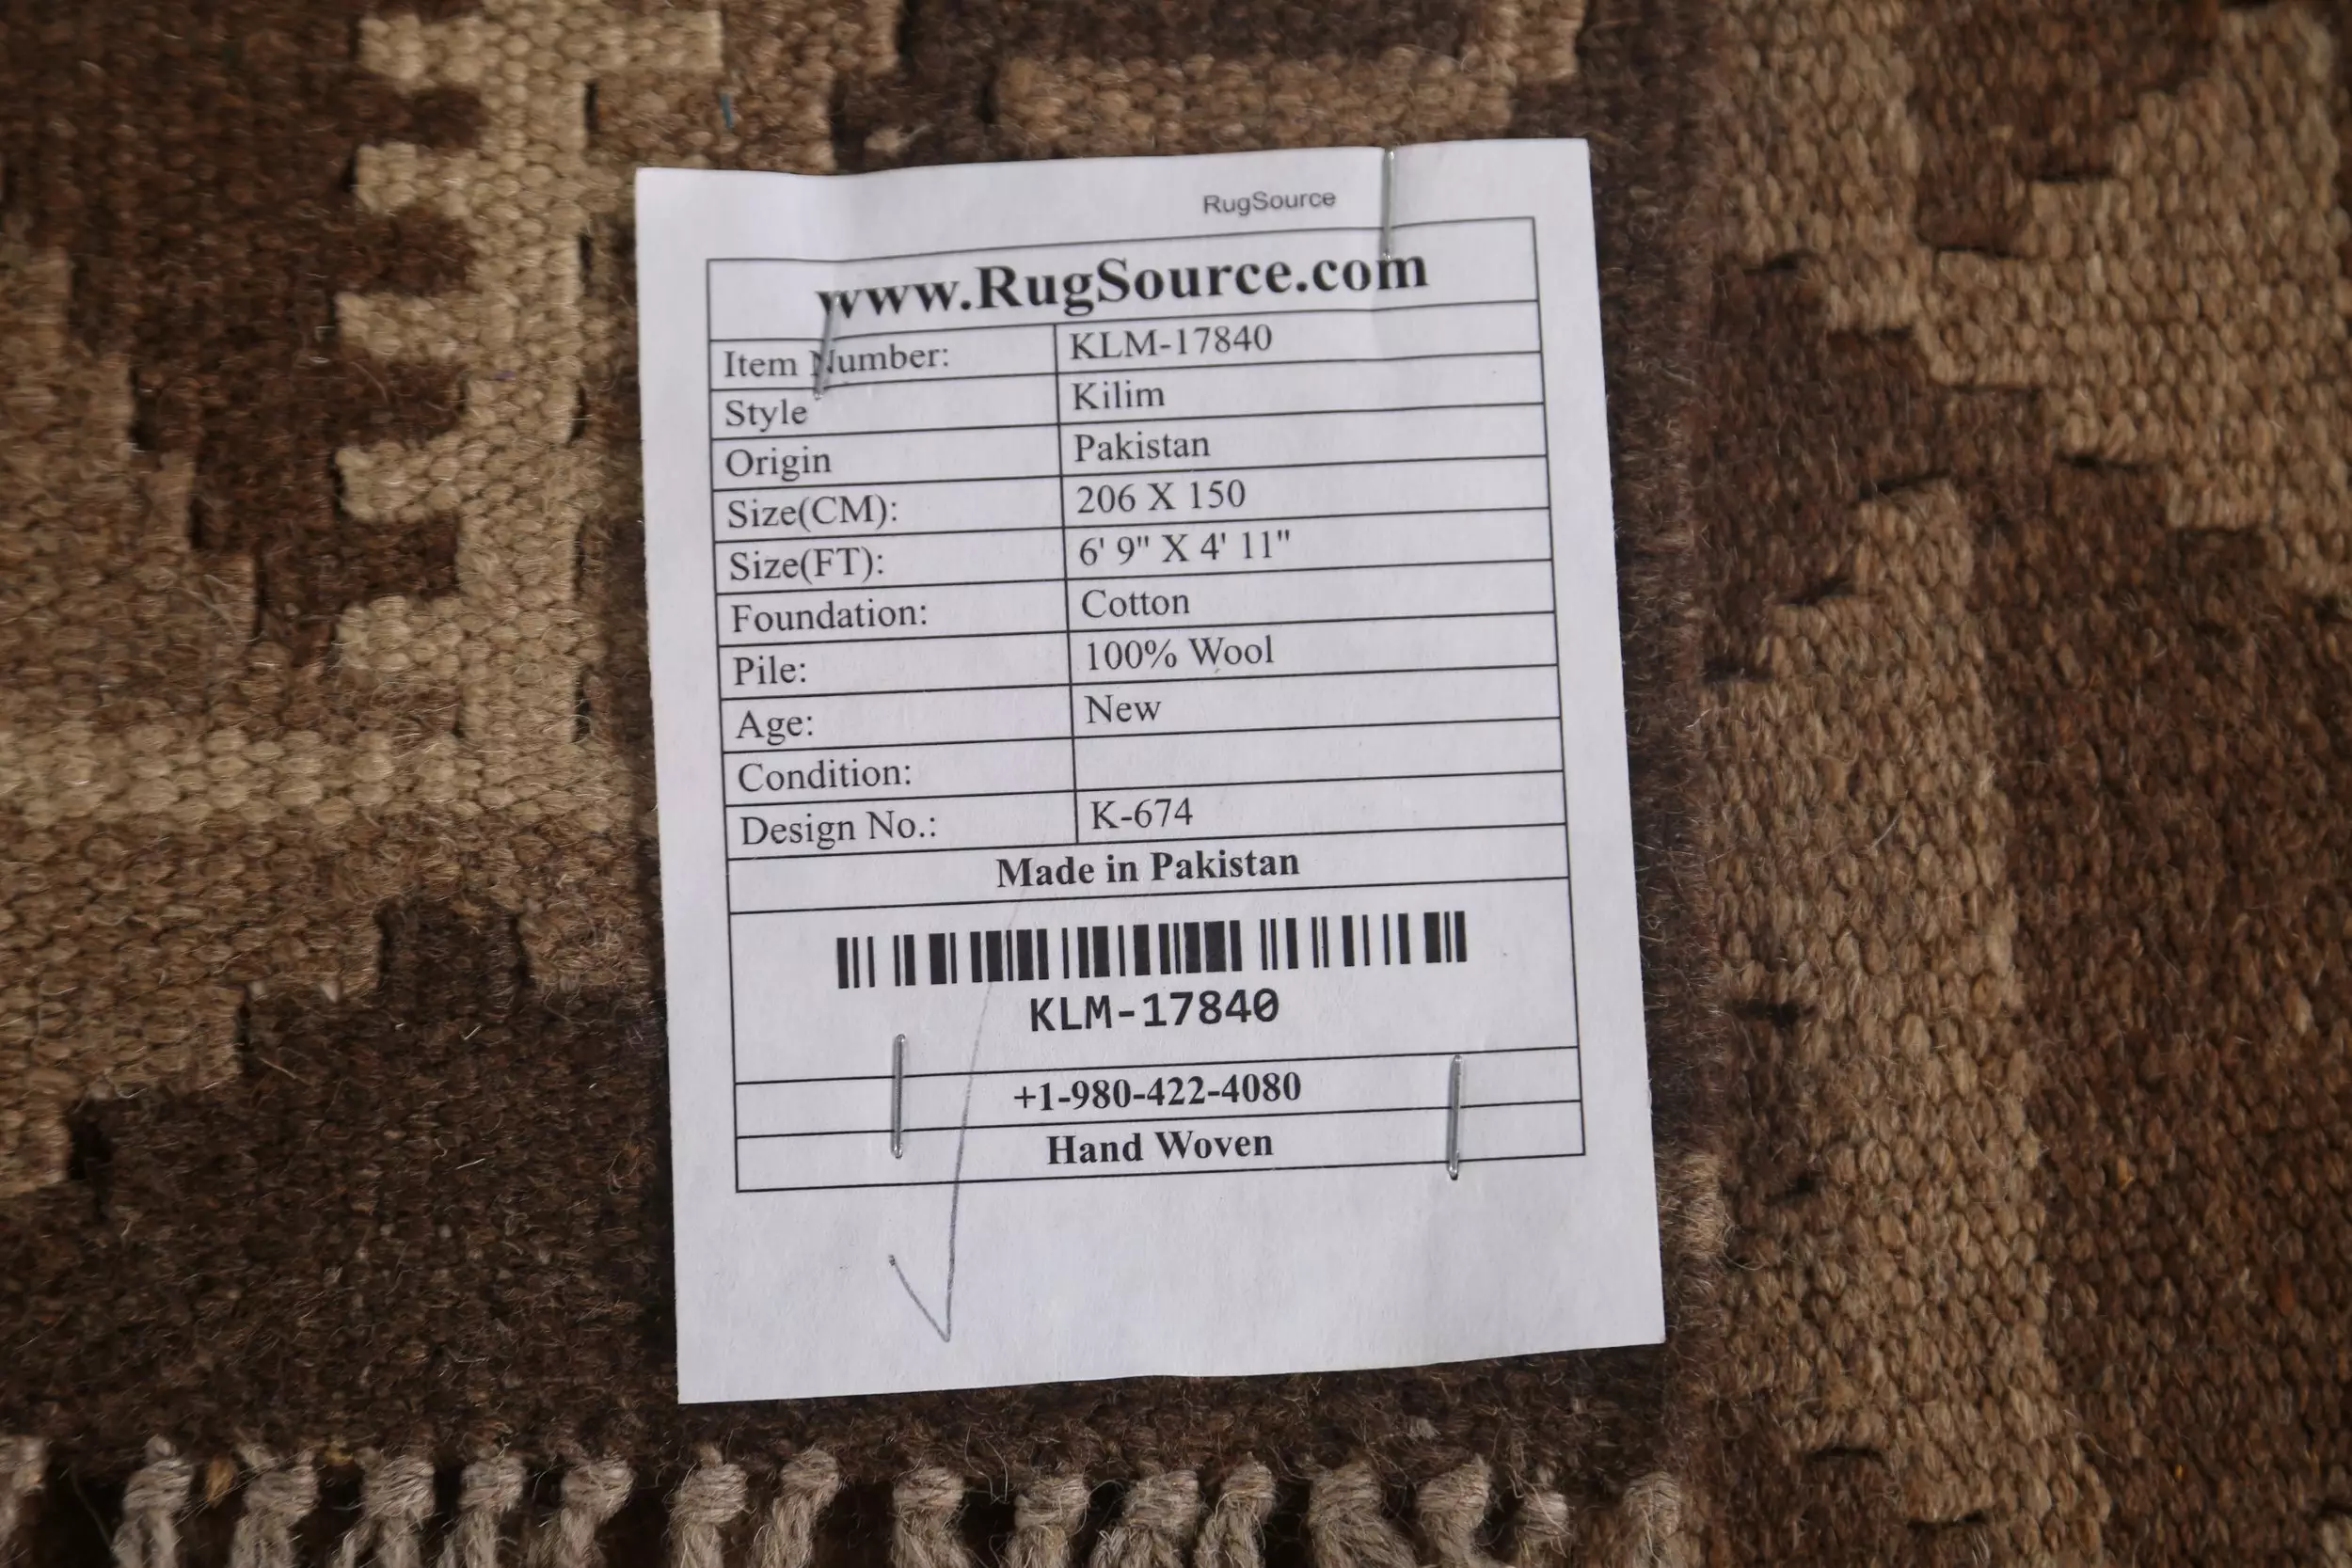 RugSource
www.RugSource.com
Item Number: KLM-17840
Style Kilim
Origin Pakistan
Size(CM): 206 X 150
Size(FT): 6' 9" X 4' 11"
Foundation: Cotton
Pile: 100% Wool
Age: New
Condition:
Design No.: K-674
Made in Pakistan
KLM-17840
+1-980-422-4080
Hand Woven